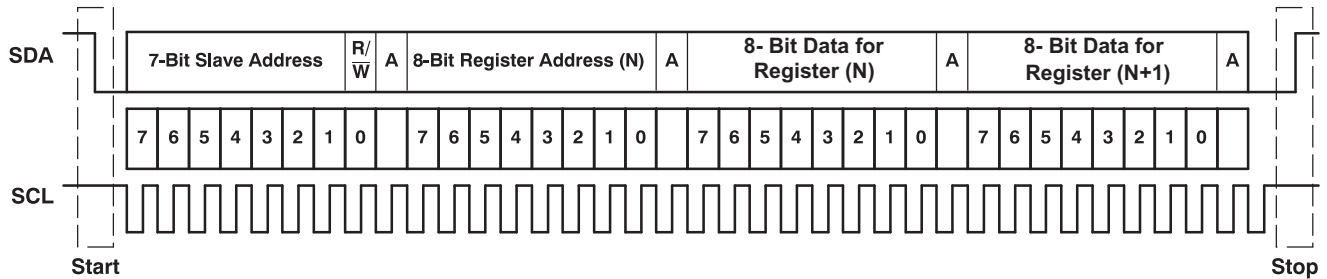 SDA
7-Bit Slave Address
R/
W
A
8-Bit Register Address (N)
A
8- Bit Data for
Register (N)
A
8- Bit Data for
Register (N+1)
A
7 6 5 4 3 2 1 0 7 6 5 4 3 2 1 0 7 6 5 4 3 2 1 0 7 6 5 4 3 2 1 0
SCL
Start
Stop